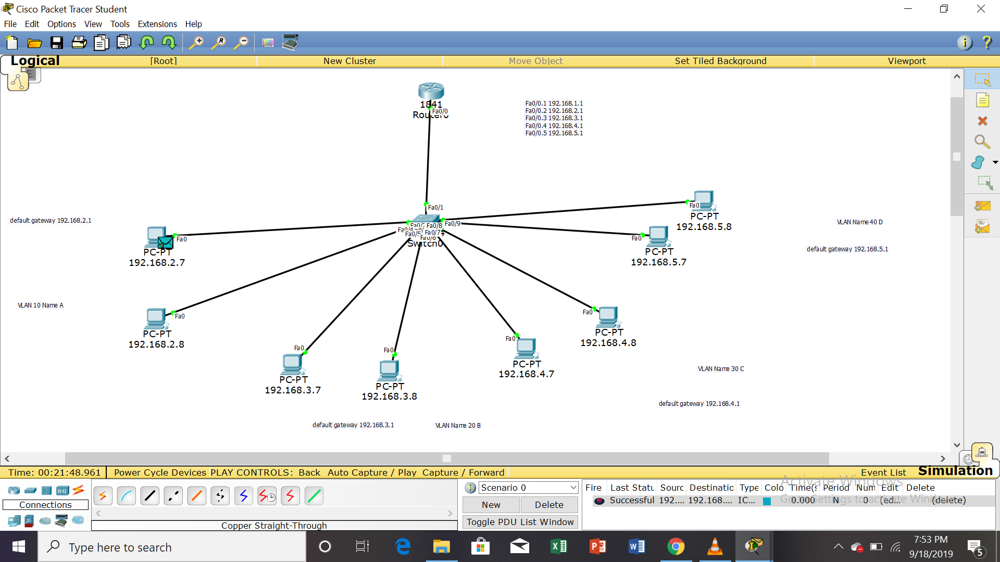 Cisco Packet Tracer Student
File Edit Options View Tools Extensions Help
Logical [Root] New Cluster Move Object Set Tiled Background Viewport
1841
Fa0/0
Router0
Fa0/0.1 192.168.1.1
Fa0/0.2 192.168.2.1
Fa0/0.3 192.168.3.1
Fa0/0.4 192.168.4.1
Fa0/0.5 192.168.5.1
Fa0/1
Fa0/8
Fa0/9
Fa0/7
Fa0/6
Switch0
default gateway 192.168.2.1
Fa0
PC-PT
192.168.2.7
VLAN 10 Name A
Fa0
PC-PT
192.168.2.8
Fa0
PC-PT
192.168.3.7
Fa0
PC-PT
192.168.3.8
default gateway 192.168.3.1
VLAN Name 20 B
Fa0
PC-PT
192.168.4.7
Fa0
PC-PT
192.168.4.8
VLAN Name 30 C
default gateway 192.168.4.1
Fa0
PC-PT
192.168.5.8
Fa0
PC-PT
192.168.5.7
VLAN Name 40 D
default gateway 192.168.5.1
Time: 00:21:48.961 Power Cycle Devices PLAY CONTROLS: Back Auto Capture / Play Capture / Forward Event List Simulation
Connections
Copper Straight-Through
Scenario 0
New Delete
Toggle PDU List Window
Fire Last Statu Sourc Destinatic Type Colo Time(s Period Num Edit Delete
Successful 192.... 192.168.... IC... 0.000 N 0 (ed... (delete)
Activate Windows
Go to Settings to activate Windows.
Type here to search
7:53 PM
9/18/2019
5